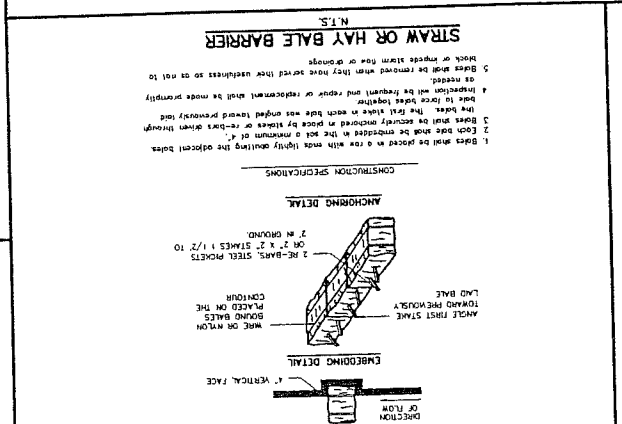 DIRECTION
OF FLOW
4" VERTICAL FACE
EMBEDDING DETAIL
ANGLE FIRST STAKE
TOWARD PREVIOUSLY
LAID BALE
WIRE OR NYLON
BOUND BALES
PLACED ON THE
CONTOUR
2 RE-BARS, STEEL PICKETS
OR 2" X 2" STAKES 1 1/2' TO
2' IN GROUND.
ANCHORING DETAIL
CONSTRUCTION SPECIFICATIONS
1. Bales shall be placed in a row with ends tightly abutting the adjacent bales.
2 Each bale shall be embedded in the soil a minimum of 4".
3 Bales shall be securely anchored in place by stakes or re-bars driven through
the bales. The first stake in each bale was angled toward previously laid
bale to force bales together.
4 Inspection will be frequent and repair or replacement shall be made promptly
as needed.
5 Bales shall be removed when they have served their usefulness so as not to
block or impede storm flow or drainage
STRAW OR HAY BALE BARRIER
N.T.S.